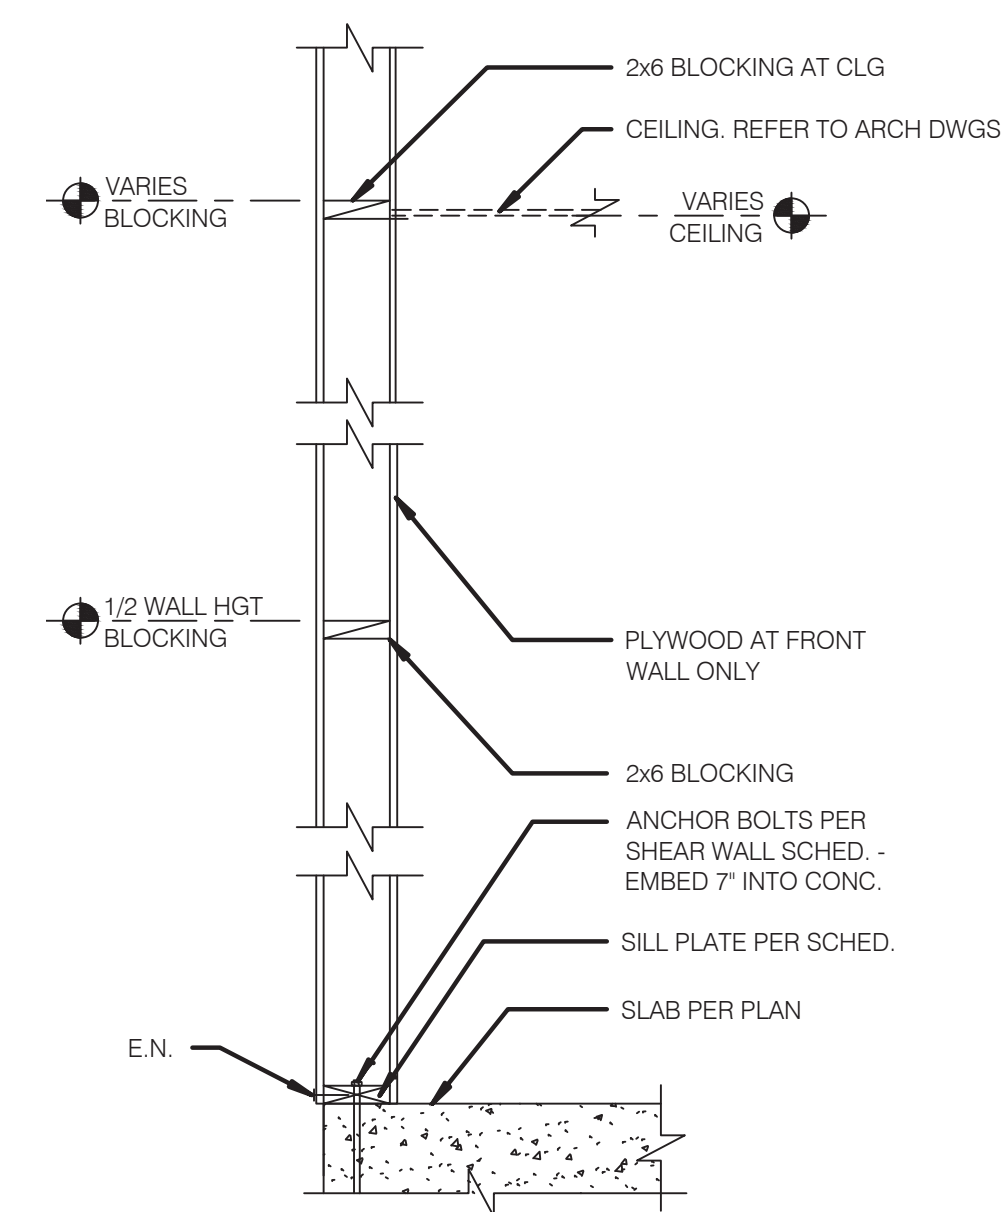 2x6 BLOCKING AT CLG
CEILING. REFER TO ARCH DWGS
VARIES
BLOCKING
VARIES
CEILING
1/2 WALL HGT
BLOCKING
PLYWOOD AT FRONT
WALL ONLY
2x6 BLOCKING
ANCHOR BOLTS PER
SHEAR WALL SCHED. -
EMBED 7" INTO CONC.
SILL PLATE PER SCHED.
SLAB PER PLAN
E.N.